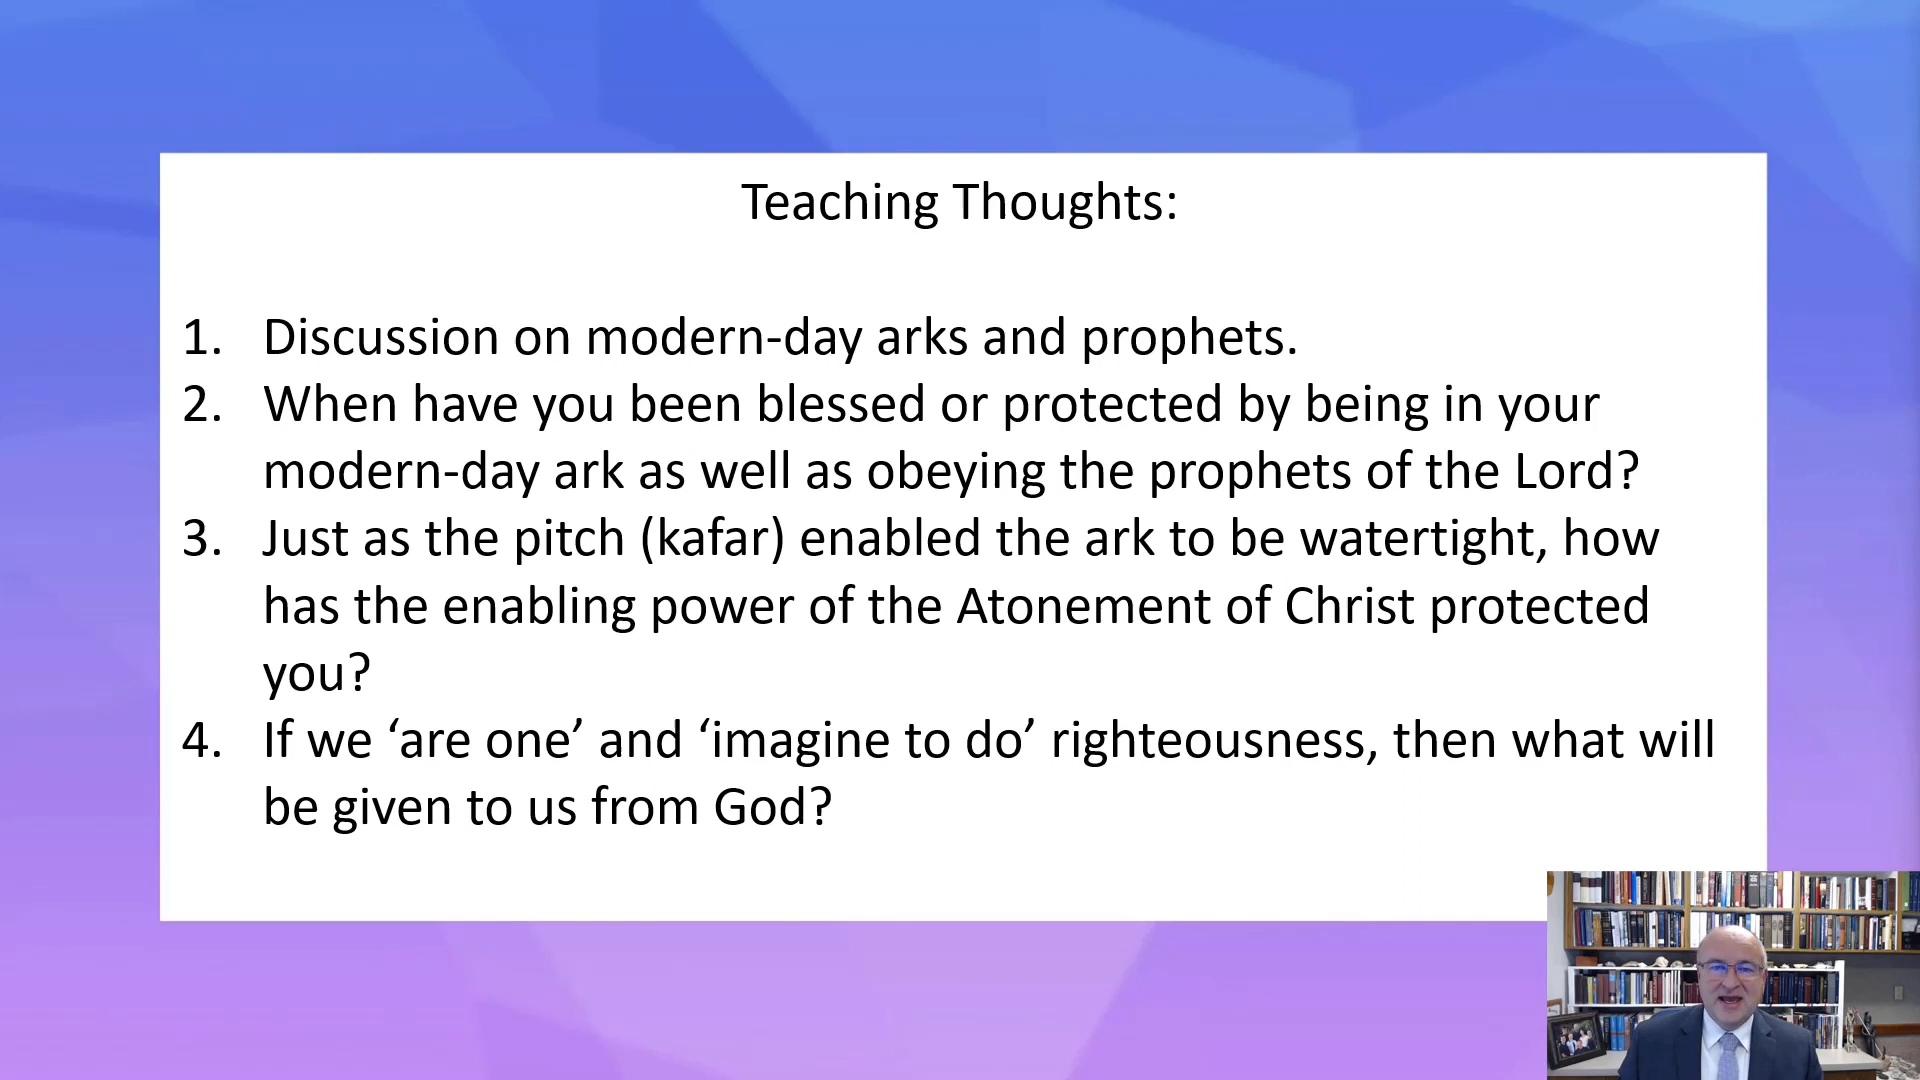 Teaching Thoughts:
1. Discussion on modern-day arks and prophets.
2. When have you been blessed or protected by being in your
modern-day ark as well as obeying the prophets of the Lord?
3. Just as the pitch (kafar) enabled the ark to be watertight, how
has the enabling power of the Atonement of Christ protected
you?
4. If we ‘are one’ and ‘imagine to do’ righteousness, then what will
be given to us from God?